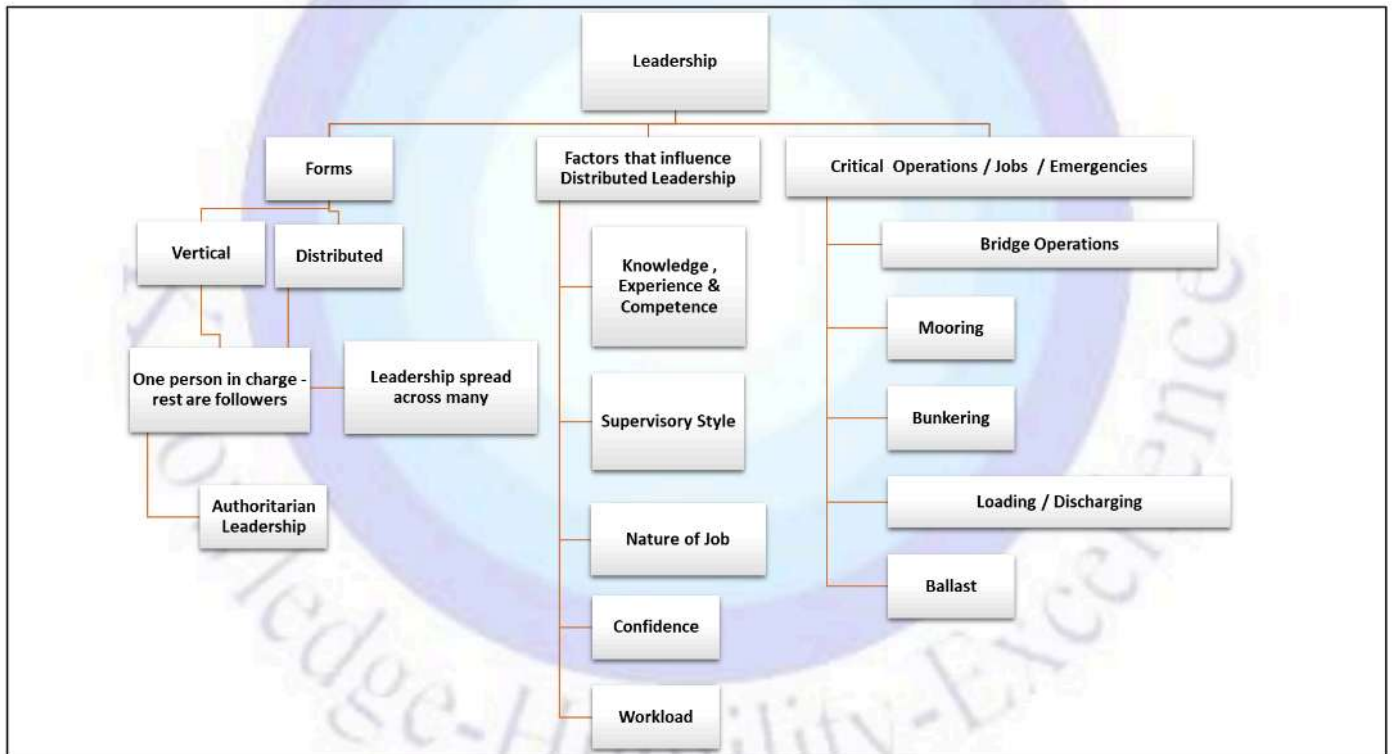 Leadership
Forms
Factors that influence
Distributed Leadership
Critical Operations / Jobs / Emergencies
Vertical
Distributed
One person in charge -
rest are followers
Leadership spread
across many
Authoritarian
Leadership
Knowledge ,
Experience &
Competence
Supervisory Style
Nature of Job
Confidence
Workload
Bridge Operations
Mooring
Bunkering
Loading / Discharging
Ballast